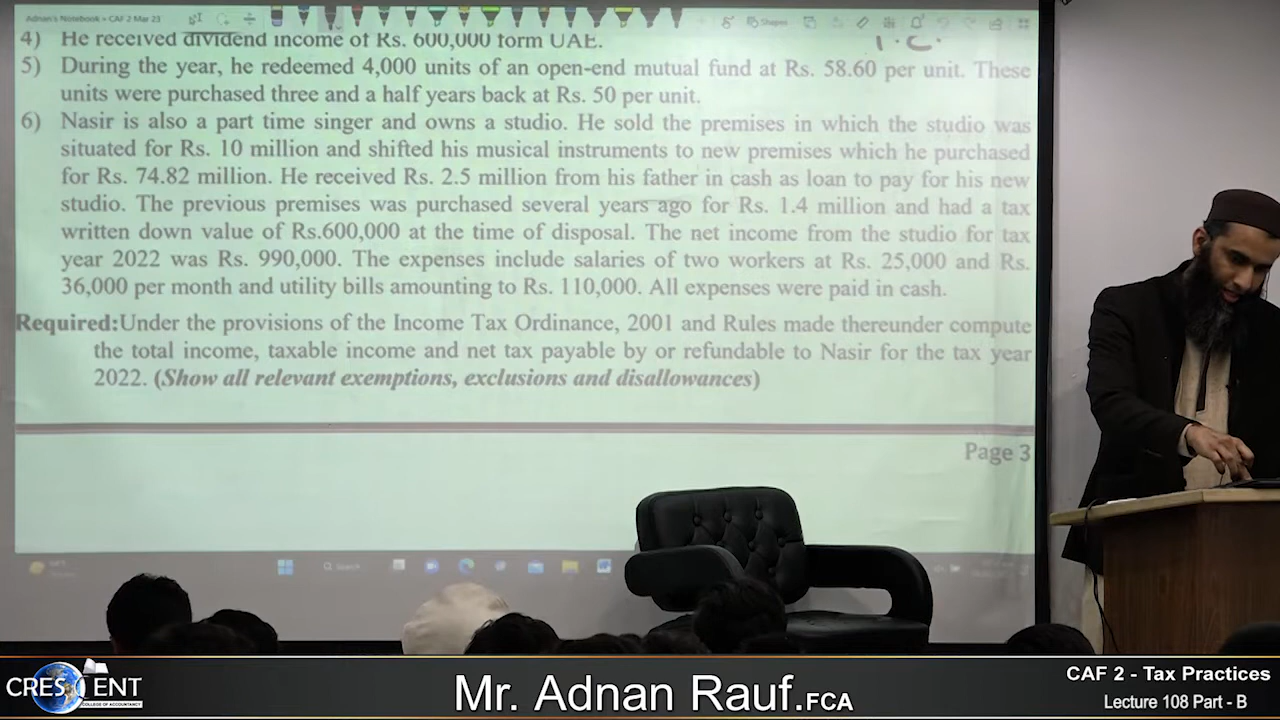 Adnan's Notebook » CAF 2 Mar 23
Shapes
4) He received dividend income of Rs. 600,000 form UAE.
1.C.
5) During the year, he redeemed 4,000 units of an open-end mutual fund at Rs. 58.60 per unit. These
units were purchased three and a half years back at Rs. 50 per unit.
6) Nasir is also a part time singer and owns a studio. He sold the premises in which the studio was
situated for Rs. 10 million and shifted his musical instruments to new premises which he purchased
for Rs. 74.82 million. He received Rs. 2.5 million from his father in cash as loan to pay for his new
studio. The previous premises was purchased several years ago for Rs. 1.4 million and had a tax
written down value of Rs.600,000 at the time of disposal. The net income from the studio for tax
year 2022 was Rs. 990,000. The expenses include salaries of two workers at Rs. 25,000 and Rs.
36,000 per month and utility bills amounting to Rs. 110,000. All expenses were paid in cash.
Required:Under the provisions of the Income Tax Ordinance, 2001 and Rules made thereunder compute
the total income, taxable income and net tax payable by or refundable to Nasir for the tax year
2022. (Show all relevant exemptions, exclusions and disallowances)
Page 3
Search
CRESCENT
COLLEGE OF ACCOUNTANCY
Mr. Adnan Rauf.FCA
CAF 2 - Tax Practices
Lecture 108 Part - B